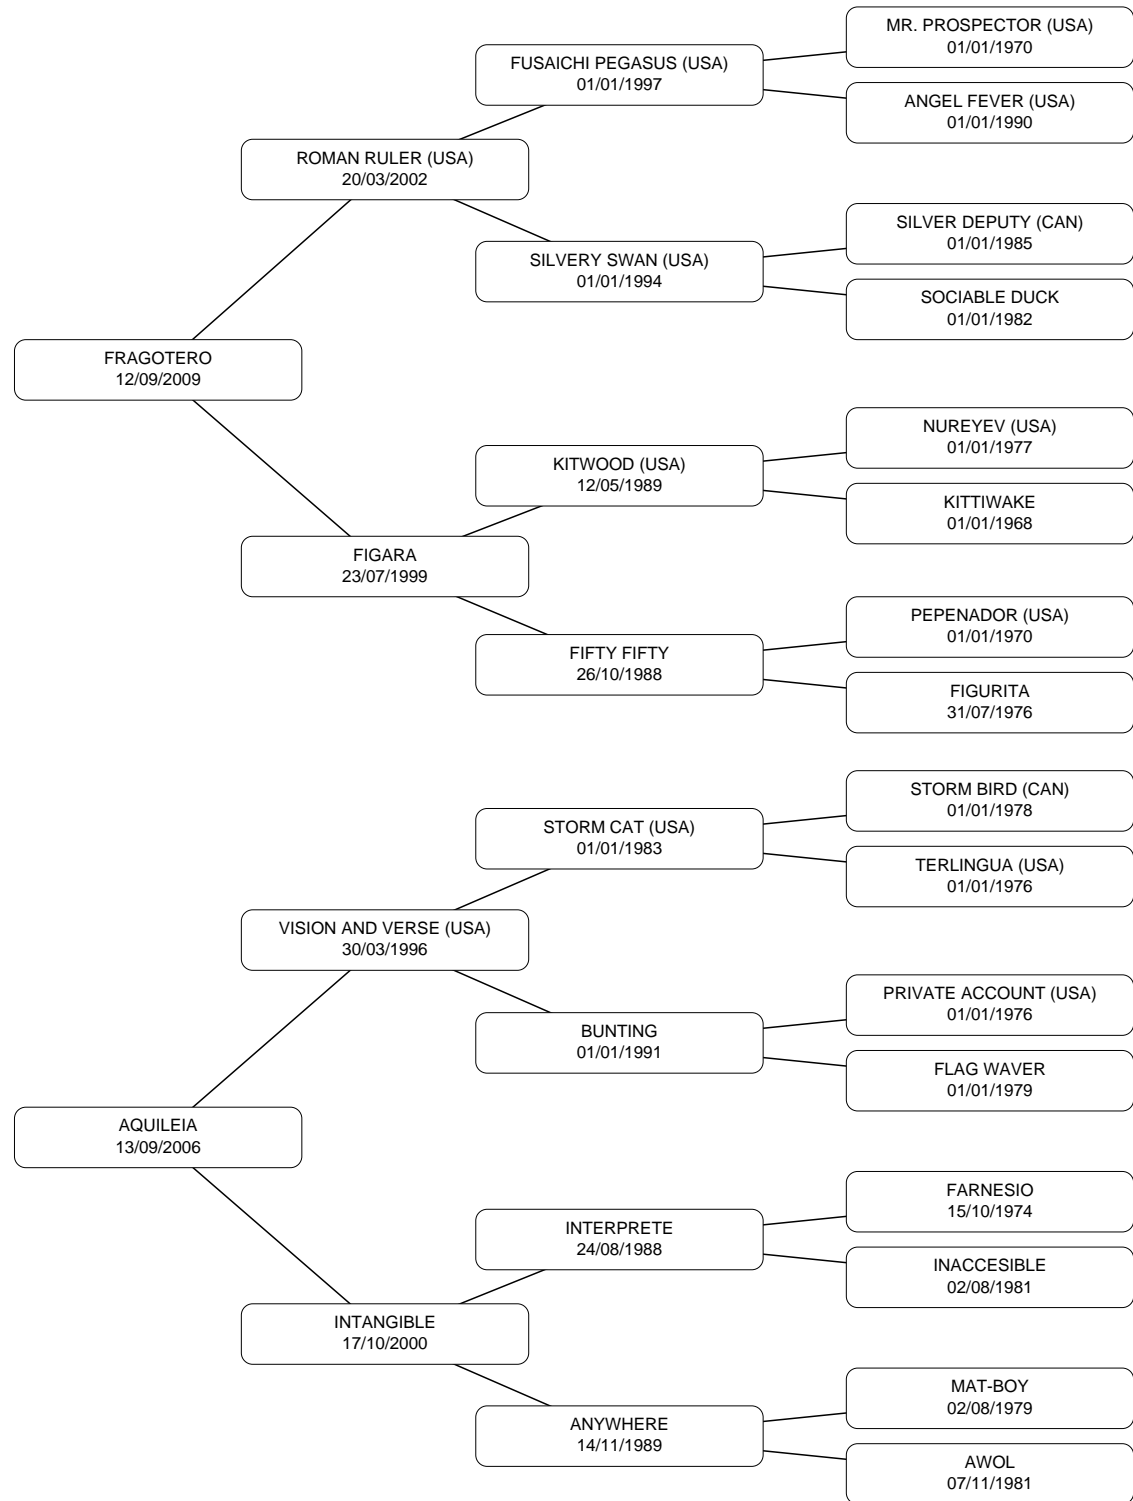 MR. PROSPECTOR (USA)
01/01/1970
FUSAICHI PEGASUS (USA)
01/01/1997
ANGEL FEVER (USA)
01/01/1990
ROMAN RULER (USA)
20/03/2002
SILVER DEPUTY (CAN)
01/01/1985
SILVERY SWAN (USA)
01/01/1994
SOCIABLE DUCK
01/01/1982
FRAGOTERO
12/09/2009
NUREYEV (USA)
01/01/1977
KITWOOD (USA)
12/05/1989
KITTIWAKE
01/01/1968
FIGARA
23/07/1999
PEPENADOR (USA)
01/01/1970
FIFTY FIFTY
26/10/1988
FIGURITA
31/07/1976
STORM BIRD (CAN)
01/01/1978
STORM CAT (USA)
01/01/1983
TERLINGUA (USA)
01/01/1976
VISION AND VERSE (USA)
30/03/1996
PRIVATE ACCOUNT (USA)
01/01/1976
BUNTING
01/01/1991
FLAG WAVER
01/01/1979
AQUILEIA
13/09/2006
FARNESIO
15/10/1974
INTERPRETE
24/08/1988
INACCESIBLE
02/08/1981
INTANGIBLE
17/10/2000
MAT-BOY
02/08/1979
ANYWHERE
14/11/1989
AWOL
07/11/1981